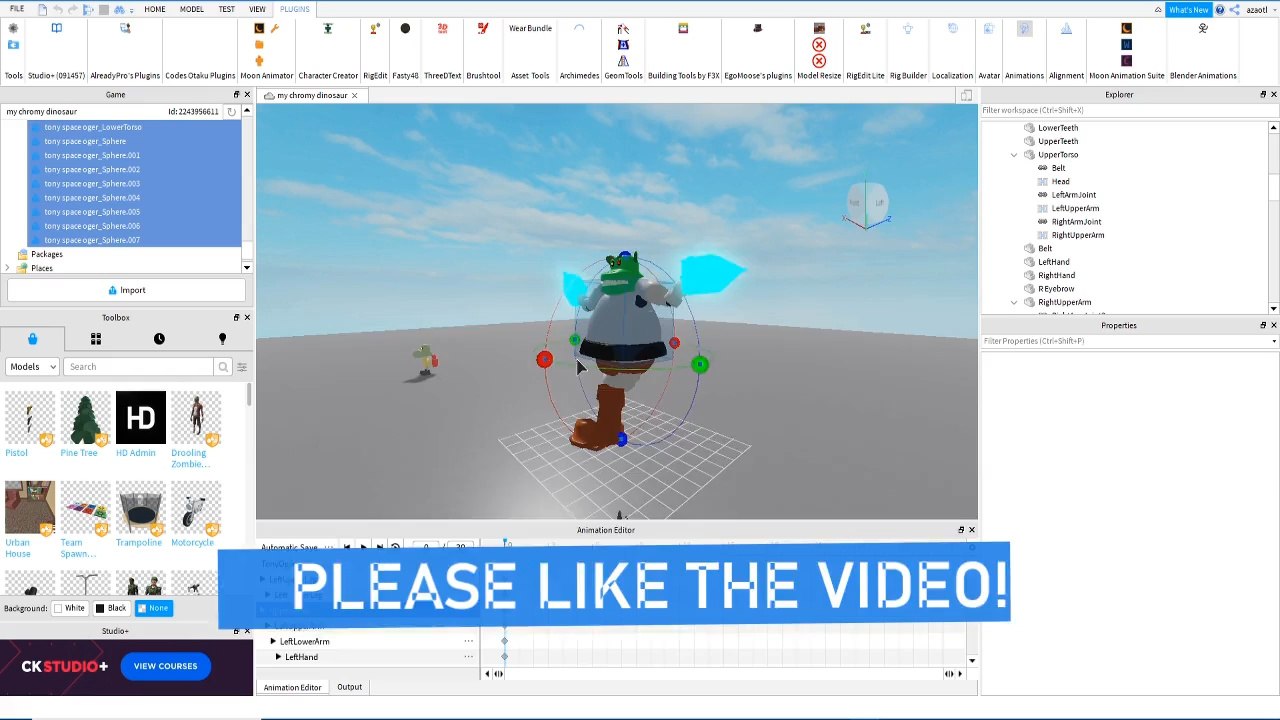 FILE HOME MODEL TEST VIEW PLUGINS What's New azaotl
Wear Bundle
Tools Studio+ (091457) AlreadyPro's Plugins Codes Otaku Plugins Moon Animator Character Creator RigEdit Fasty48 ThreeDText Brushtool Asset Tools Archimedes GeomTools Building Tools by F3X EgoMoose's plugins Model Resize RigEdit Lite Rig Builder Localization Avatar Animations Alignment Moon Animation Suite Blender Animations
Game
my chromy dinosaur Id:2243956611
tony space oger_LowerTorso
tony space oger_Sphere
tony space oger_Sphere.001
tony space oger_Sphere.002
tony space oger_Sphere.003
tony space oger_Sphere.004
tony space oger_Sphere.005
tony space oger_Sphere.006
tony space oger_Sphere.007
Packages
Places
Import
Toolbox
Models Search
HD
Pistol Pine Tree HD Admin Drooling
Zombie...
Urban Team Trampoline Motorcycle
House Spawn...
Background: White Black None
Studio+
CKSTUDIO+ VIEW COURSES
my chromy dinosaur
Animation Editor
Automatic Save
PLEASE LIKE THE VIDEO!
LeftLowerArm
LeftHand
Animation Editor Output
Explorer
Filter workspace (Ctrl+Shift+X)
LowerTeeth
UpperTeeth
UpperTorso
Belt
Head
LeftArmJoint
LeftUpperArm
RightArmJoint
RightUpperArm
Belt
LeftHand
RightHand
REyebrow
RightUpperArm
Properties
Filter Properties (Ctrl+Shift+P)